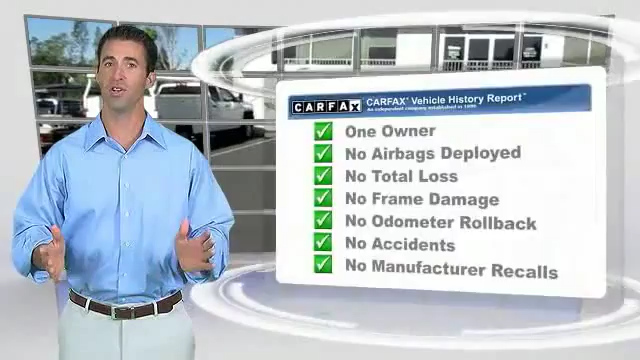 CARFAX CARFAX® Vehicle History Report™
An independent company established in 1986
One Owner
No Airbags Deployed
No Total Loss
No Frame Damage
No Odometer Rollback
No Accidents
No Manufacturer Recalls